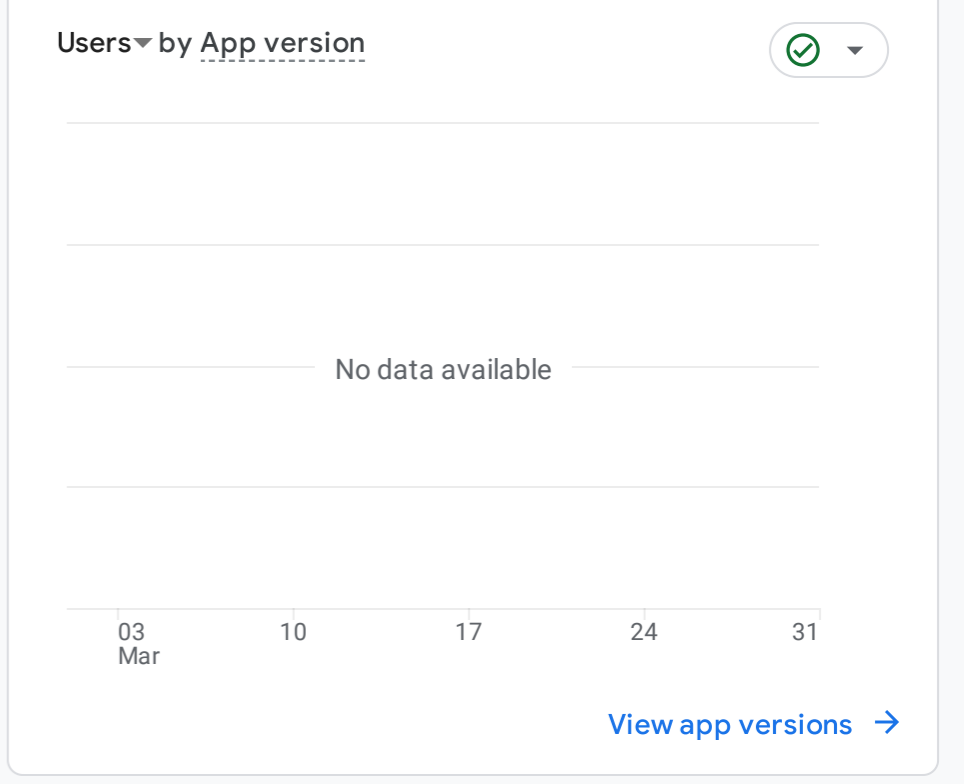 Users by App version
No data available
03 10 17 24 31
Mar
View app versions